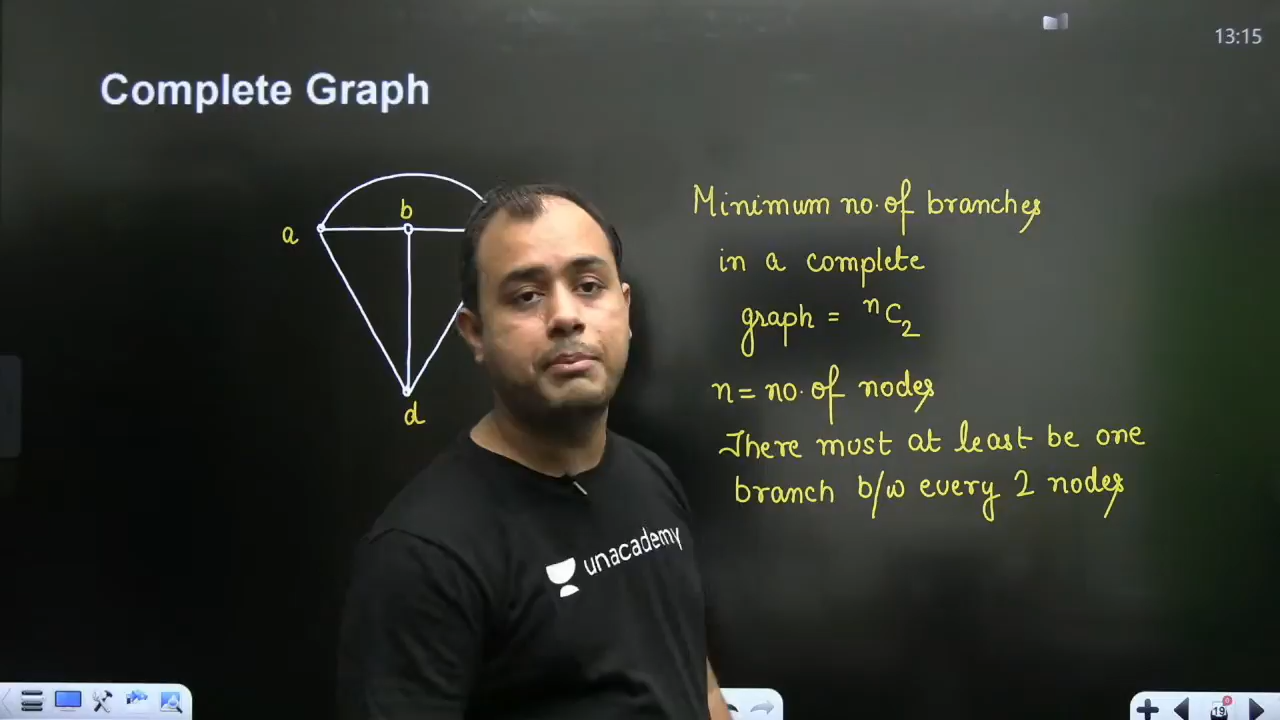 13:15
Complete Graph
a
b
d
Minimum no. of branches
in a complete
graph = ⁿC₂
n = no. of nodes
There must at least be one
branch b/w every 2 nodes
unacademy
19